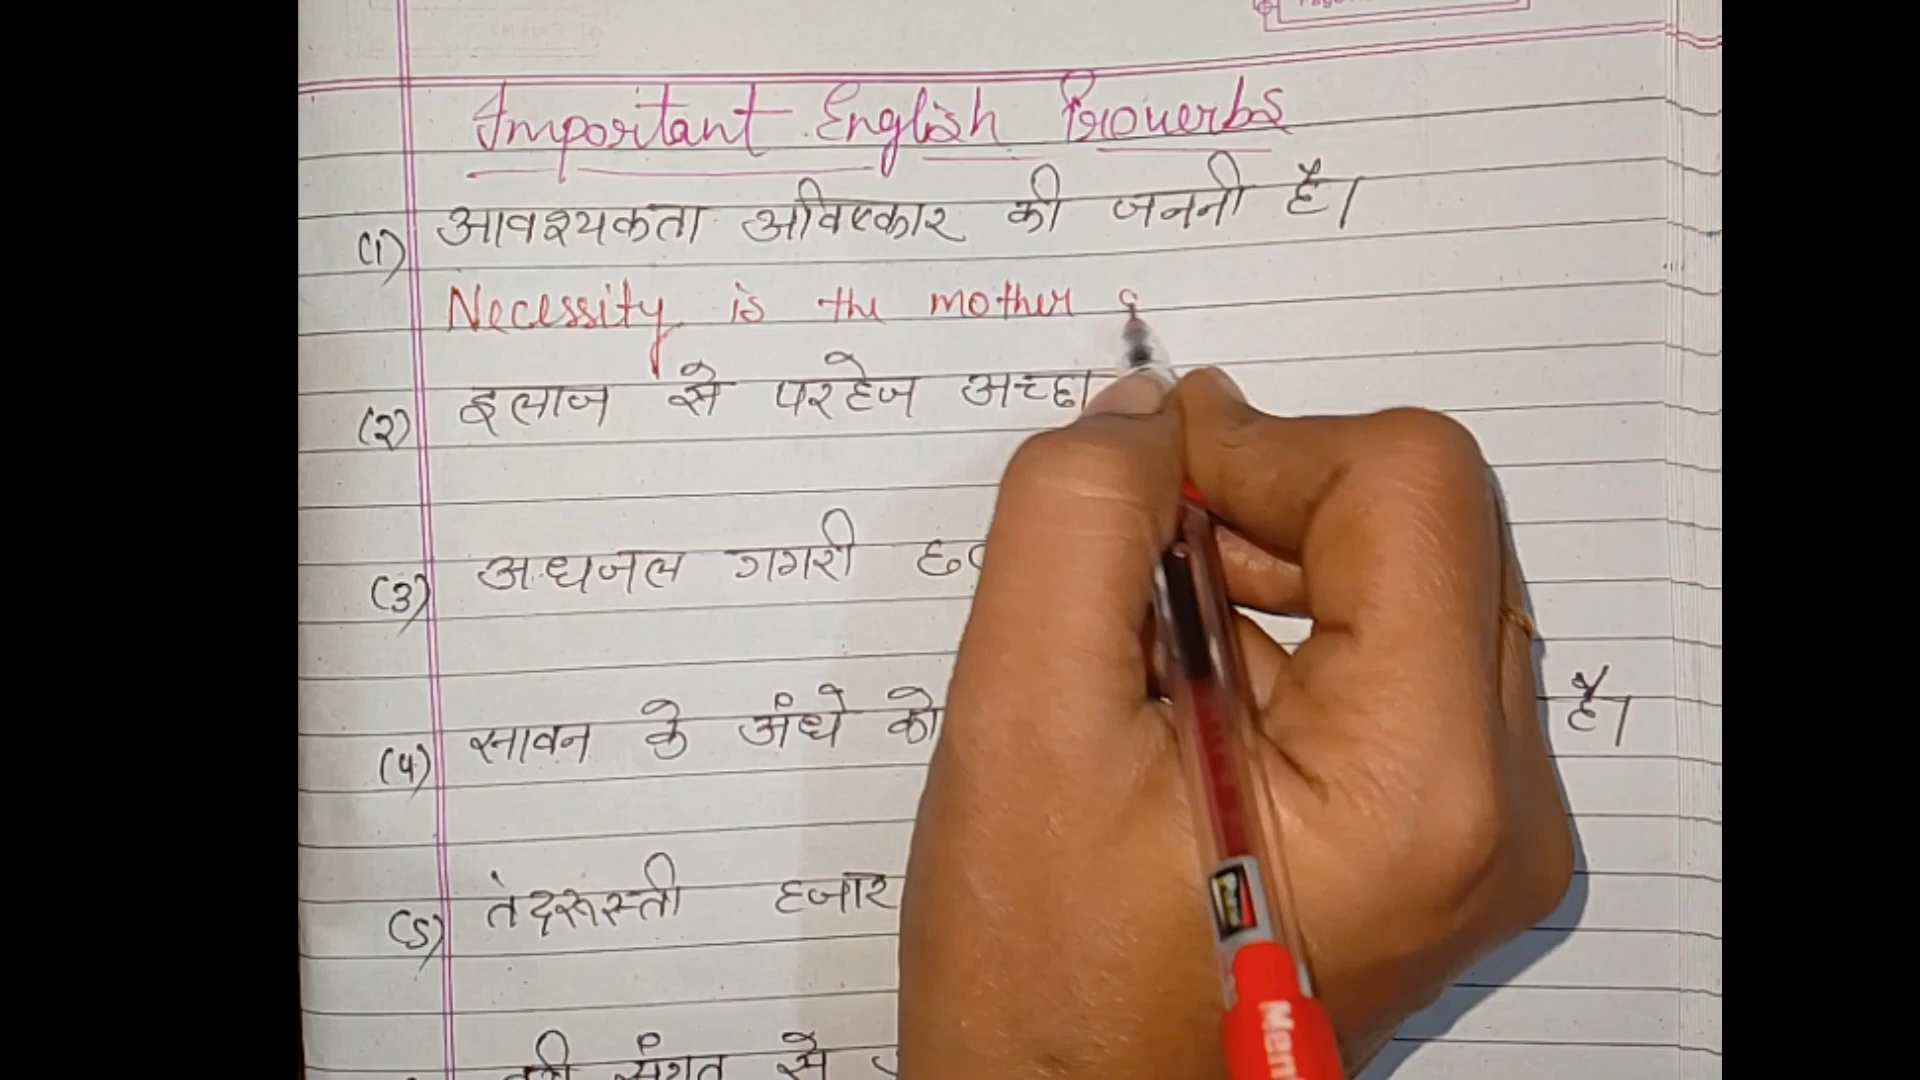 Important English Proverbs
(1) आवश्यकता अविष्कार की जननी है।
Necessity is the mother
(2) इलाज से परहेज अच्छा
(3) अधजल गगरी
(4) सावन के अंधे को है।
(5) तंदरूस्ती हजार
की संगत से